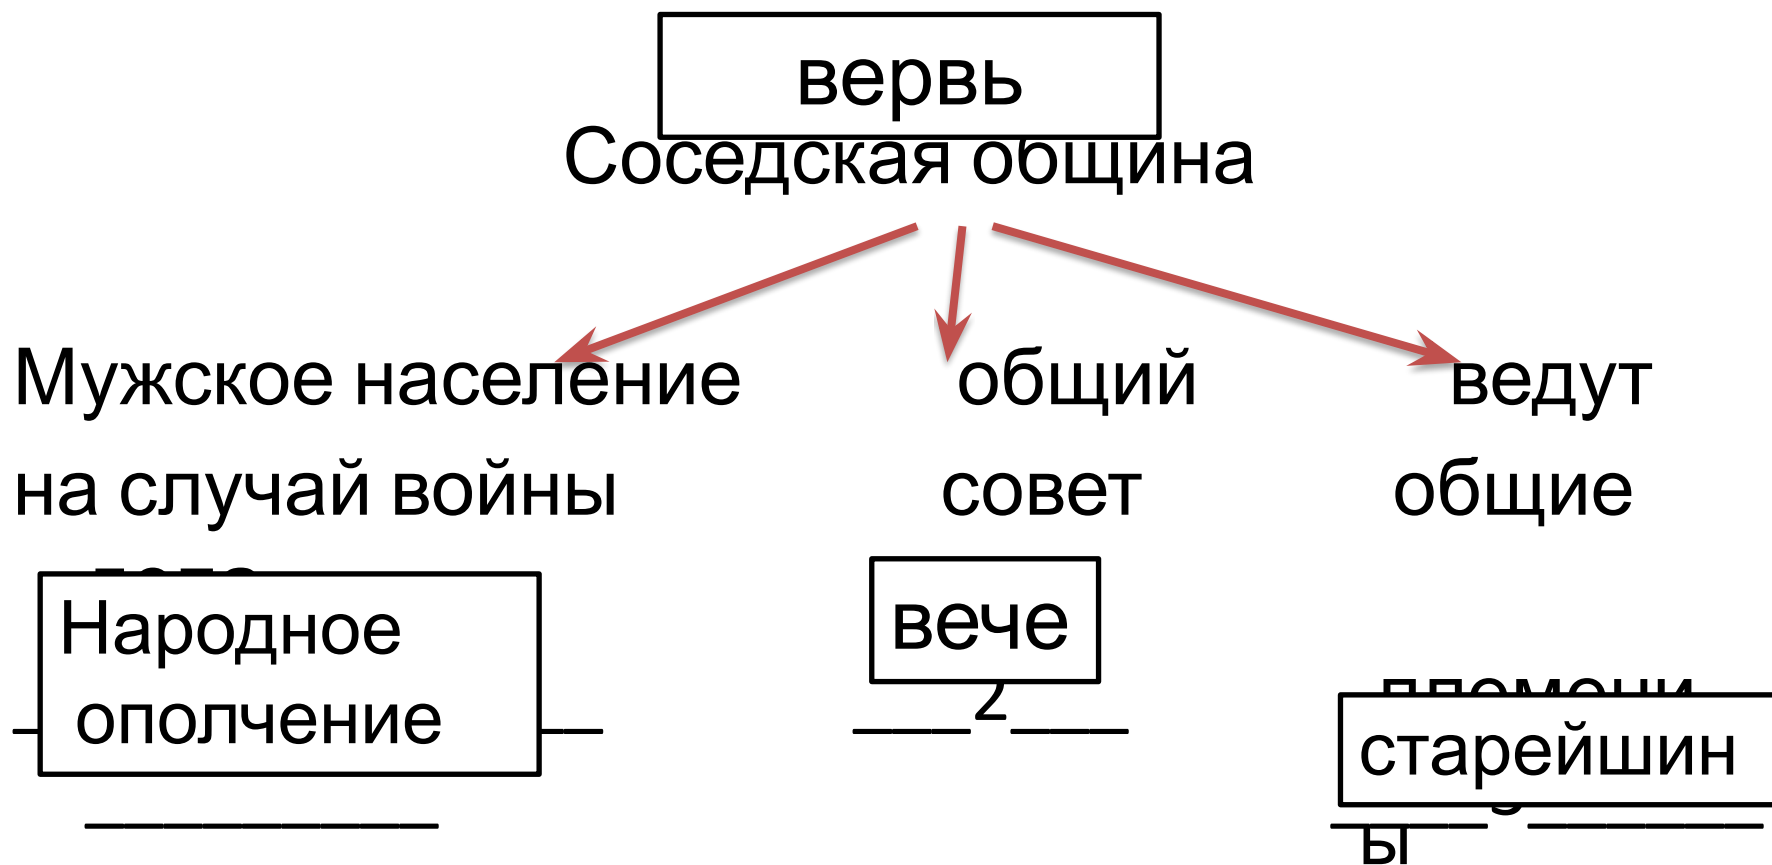 вервь
Соседская община
Мужское население общий ведут
на случай войны совет общие
Народное
ополчение
вече
2
старейшин
ы